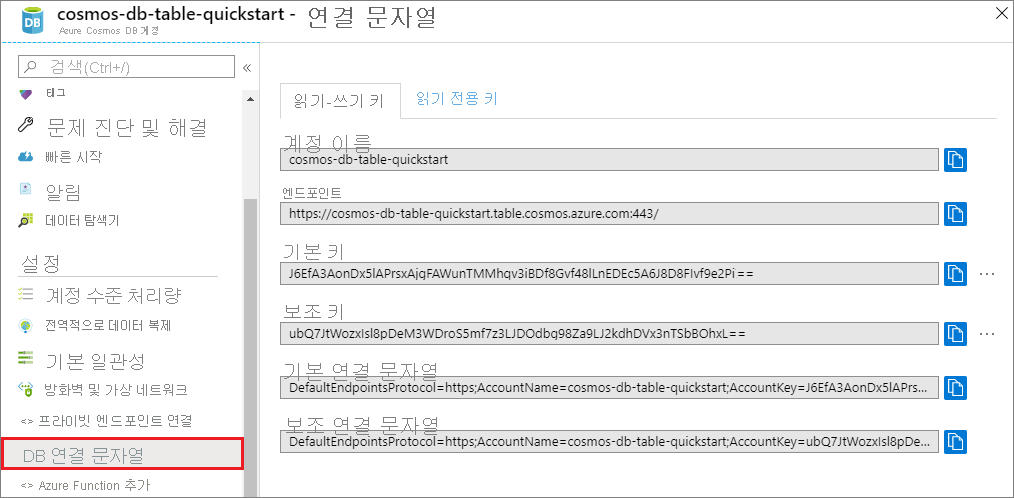 cosmos-db-table-quickstart - 연결 문자열
DB
Azure Cosmos DB 계정
검색(Ctrl+/)
태그
문제 진단 및 해결
빠른 시작
알림
데이터 탐색기
설정
계정 수준 처리량
전역적으로 데이터 복제
기본 일관성
방화벽 및 가상 네트워크
<> 프라이빗 엔드포인트 연결
DB 연결 문자열
<> Azure Function 추가
읽기-쓰기 키
읽기 전용 키
계정 이름
cosmos-db-table-quickstart
엔드포인트
https://cosmos-db-table-quickstart.table.cosmos.azure.com:443/
기본 키
J6EfA3AonDx5lAPrsxAjqFAWunTMMhqv3iBDf8Gvf48lLnEDEc5A6J8D8FIvf9e2Pi==
보조 키
ubQ7JtWozxIsl8pDeM3WDroS5mf7z3LJDOdbq98Za9LJ2kdhDVx3nTSbBOhxL==
기본 연결 문자열
DefaultEndpointsProtocol=https;AccountName=cosmos-db-table-quickstart;AccountKey=J6EfA3AonDx5lAPrs...
보조 연결 문자열
DefaultEndpointsProtocol=https;AccountName=cosmos-db-table-quickstart;AccountKey=ubQ7JtWozxIsl8pDe...